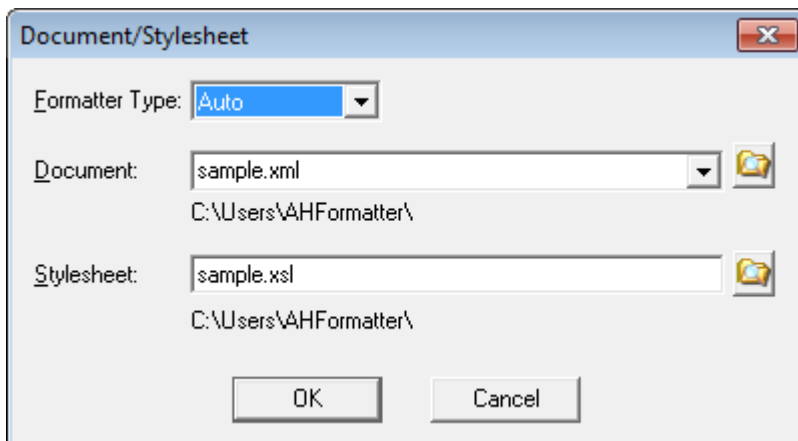 Document/Stylesheet
Formatter Type: Auto
Document: sample.xml
C:\Users\AHFormatter\
Stylesheet: sample.xsl
C:\Users\AHFormatter\
OK Cancel